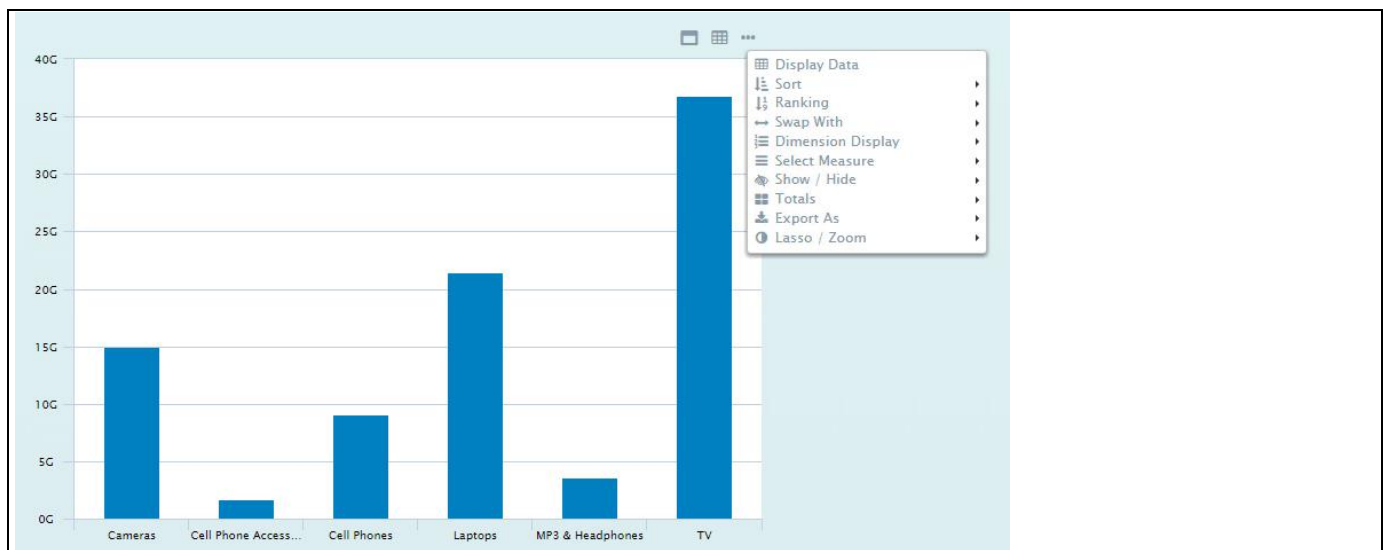 40G
35G
30G
25G
20G
15G
10G
5G
0G
Display Data
Sort
Ranking
Swap With
Dimension Display
Select Measure
Show / Hide
Totals
Export As
Lasso / Zoom
Cameras Cell Phone Access... Cell Phones Laptops MP3 & Headphones TV